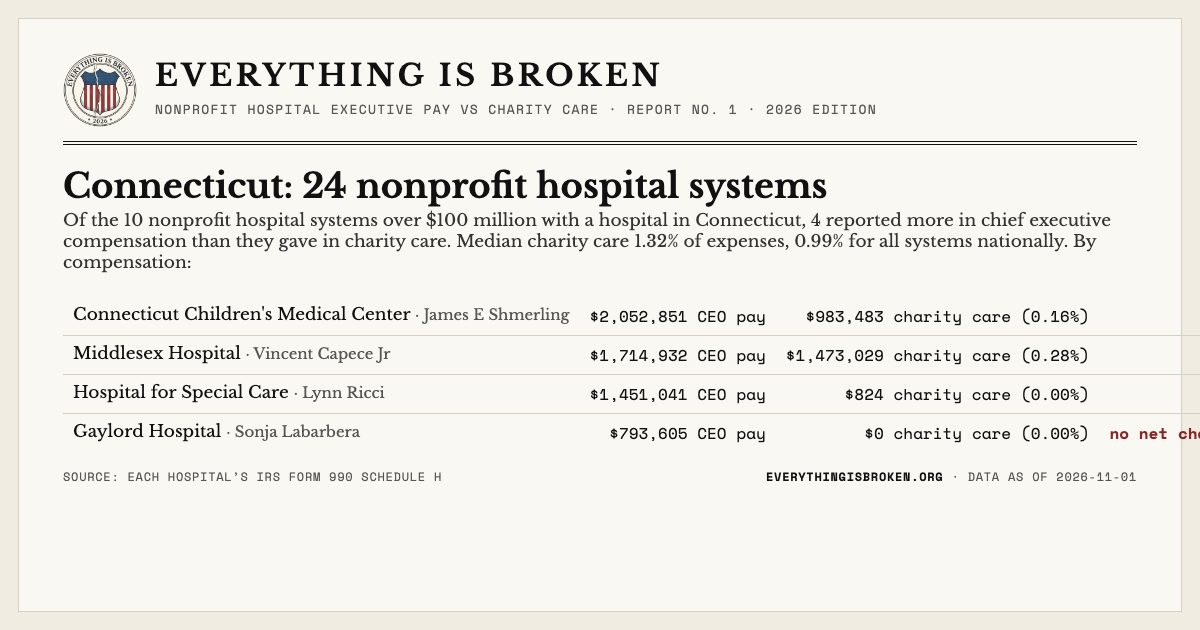 EVERYTHING IS BROKEN
· 2026 ·
EVERYTHING IS BROKEN
NONPROFIT HOSPITAL EXECUTIVE PAY VS CHARITY CARE · REPORT NO. 1 · 2026 EDITION
Connecticut: 24 nonprofit hospital systems
Of the 10 nonprofit hospital systems over $100 million with a hospital in Connecticut, 4 reported more in chief executive
compensation than they gave in charity care. Median charity care 1.32% of expenses, 0.99% for all systems nationally. By
compensation:
Connecticut Children's Medical Center · James E Shmerling $2,052,851 CEO pay $983,483 charity care (0.16%)
Middlesex Hospital · Vincent Capece Jr $1,714,932 CEO pay $1,473,029 charity care (0.28%)
Hospital for Special Care · Lynn Ricci $1,451,041 CEO pay $824 charity care (0.00%)
Gaylord Hospital · Sonja Labarbera $793,605 CEO pay $0 charity care (0.00%) no net
SOURCE: EACH HOSPITAL’S IRS FORM 990 SCHEDULE H
EVERYTHINGISBROKEN.ORG · DATA AS OF 2026-11-01